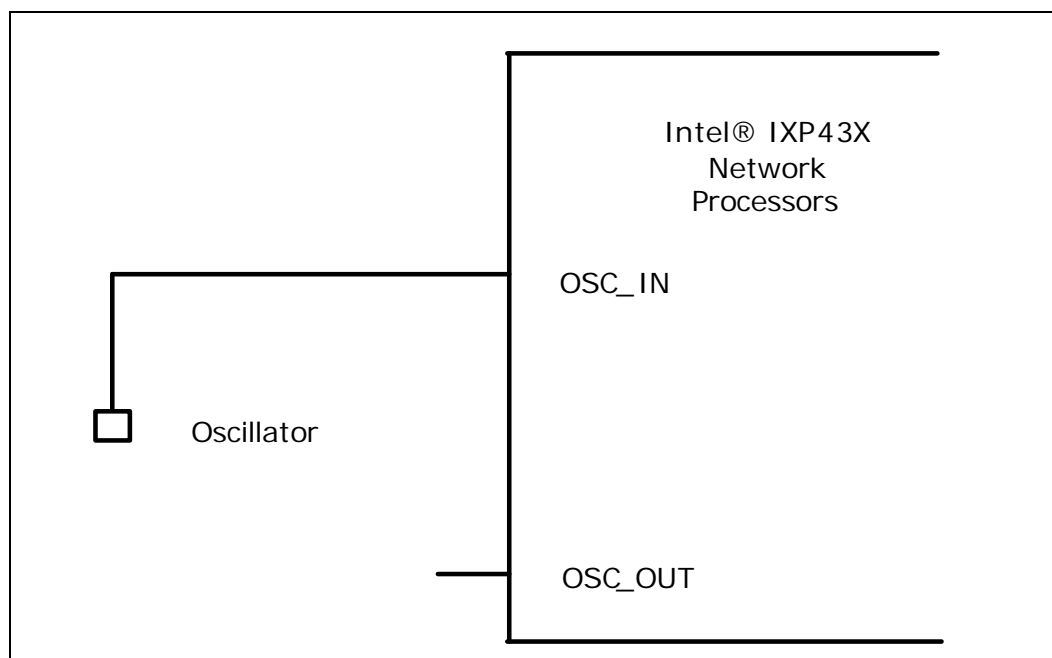 Intel® IXP43X
Network
Processors
OSC_IN
Oscillator
OSC_OUT